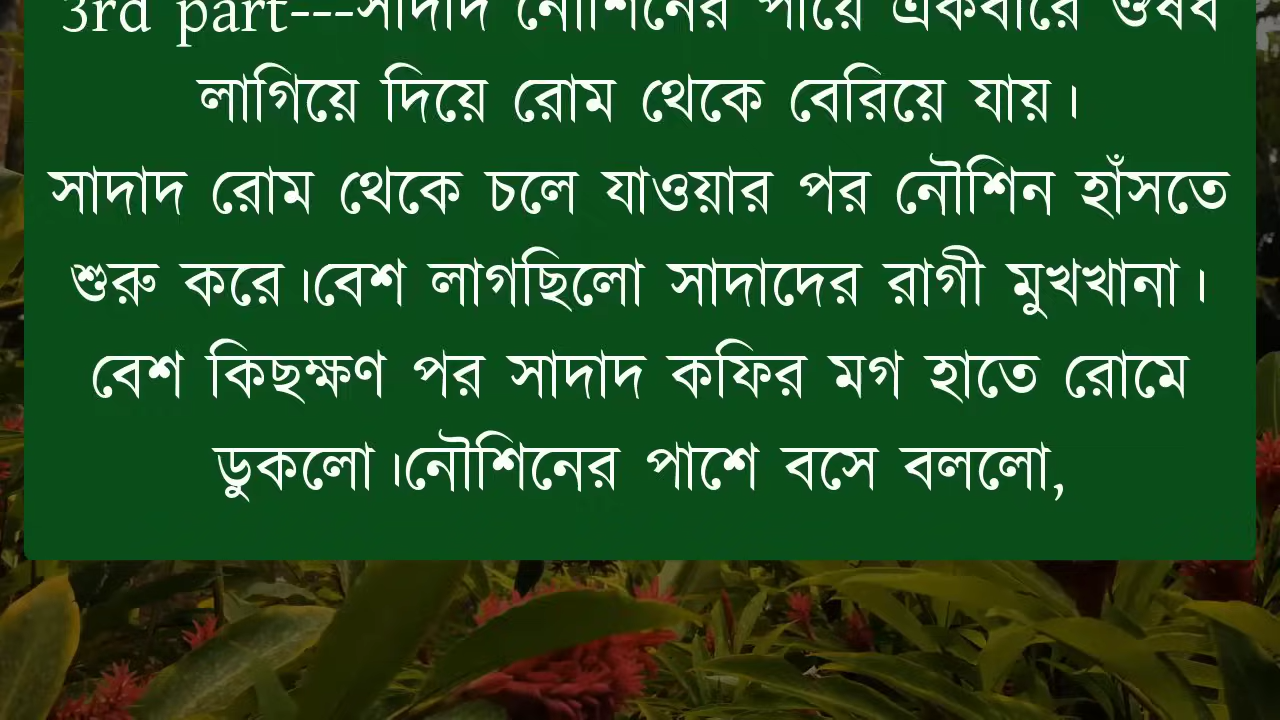 3rd part---সাদাদ নৌশিনের পায়ে একবারে ঔষধ
লাগিয়ে দিয়ে রোম থেকে বেরিয়ে যায়।
সাদাদ রোম থেকে চলে যাওয়ার পর নৌশিন হাঁসতে
শুরু করে।বেশ লাগছিলো সাদাদের রাগী মুখখানা।
বেশ কিছক্ষণ পর সাদাদ কফির মগ হাতে রোমে
ডুকলো।নৌশিনের পাশে বসে বললো,